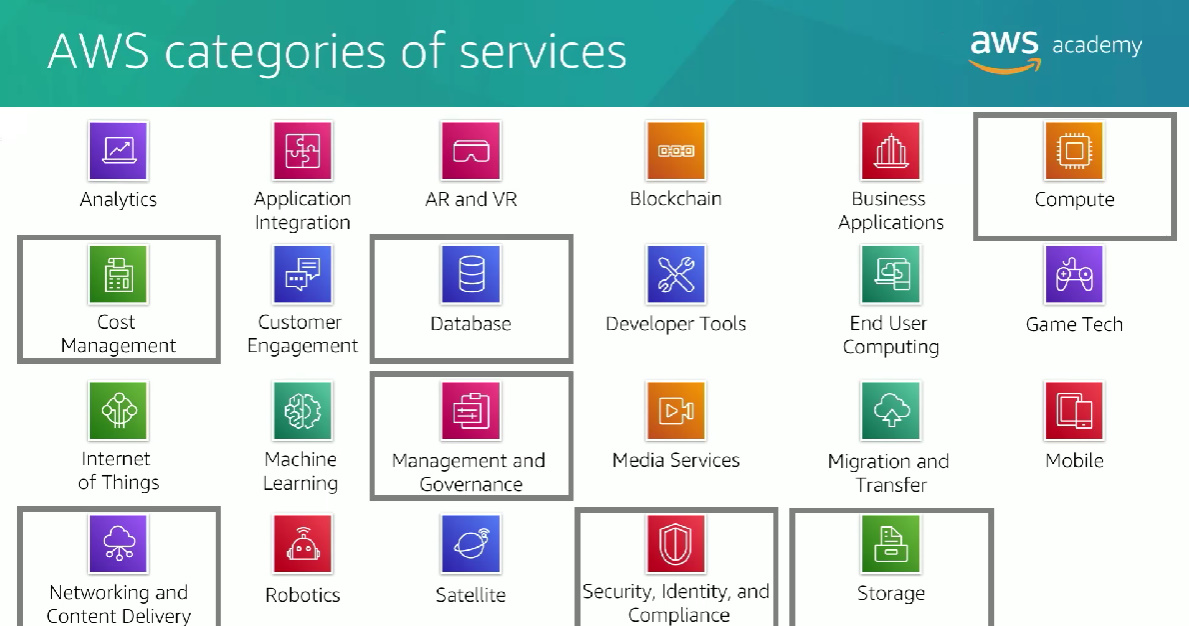 AWS categories of services
aws academy
Analytics
Application
Integration
AR and VR
Blockchain
Business
Applications
Compute
Cost
Management
Customer
Engagement
Database
Developer Tools
End User
Computing
Game Tech
Internet
of Things
Machine
Learning
Management and
Governance
Media Services
Migration and
Transfer
Mobile
Networking and
Content Delivery
Robotics
Satellite
Security, Identity, and
Compliance
Storage